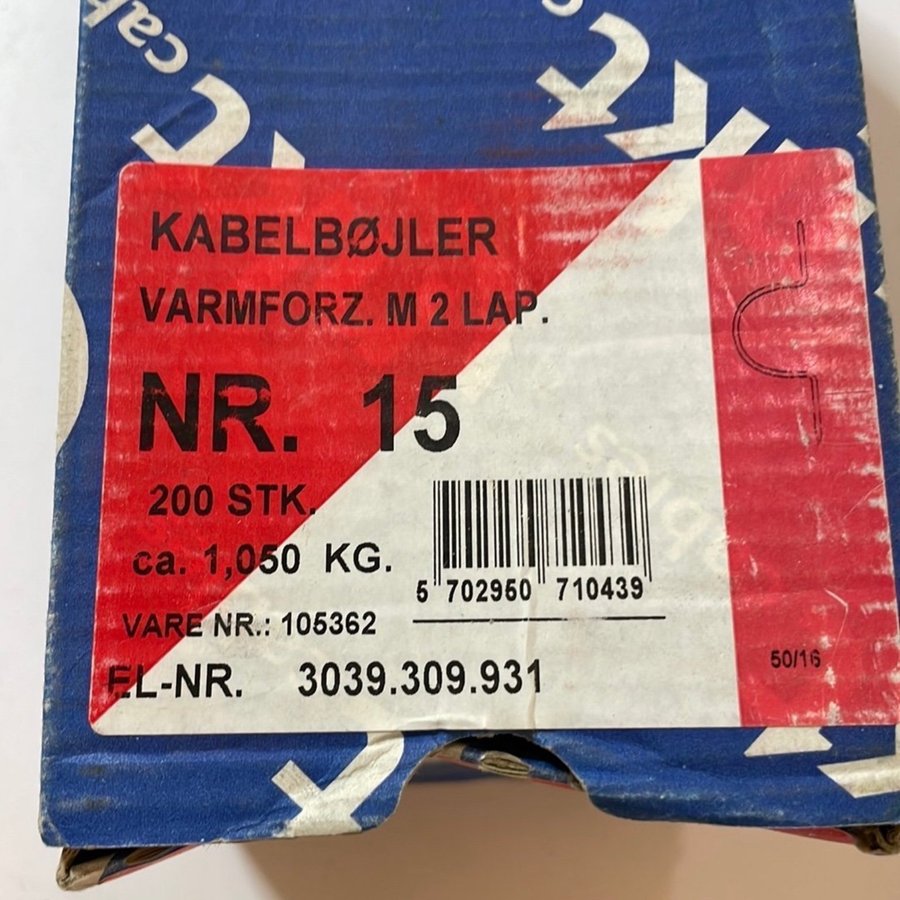 cab
KABELBØJLER
VARMFORZ. M 2 LAP.
NR. 15
200 STK.
ca. 1,050 KG.
5 702950 710439
VARE NR.: 105362
EL-NR. 3039.309.931
50/16